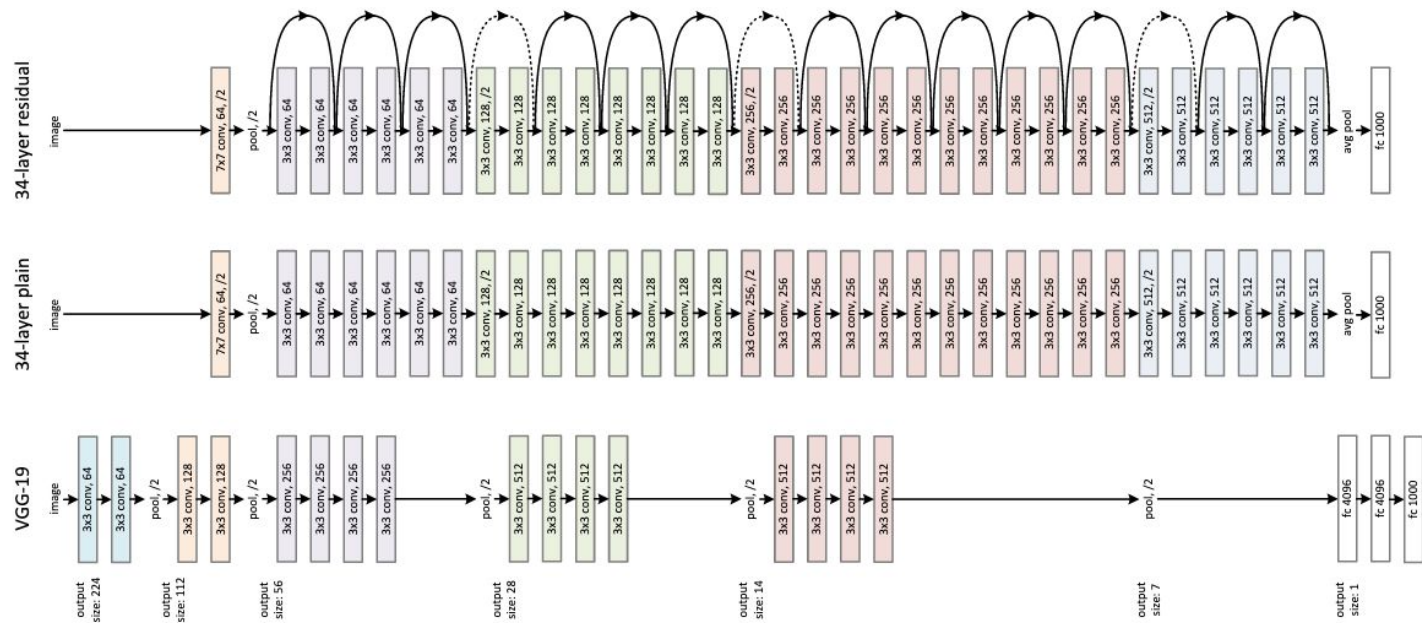 output
size: 224
output
size: 112
output
size: 56
output
size: 28
output
size: 14
output
size: 7
output
size: 1
VGG-19
image
3x3 conv, 64
3x3 conv, 64
pool, /2
3x3 conv, 128
3x3 conv, 128
pool, /2
3x3 conv, 256
3x3 conv, 256
3x3 conv, 256
3x3 conv, 256
pool, /2
3x3 conv, 512
3x3 conv, 512
3x3 conv, 512
3x3 conv, 512
pool, /2
3x3 conv, 512
3x3 conv, 512
3x3 conv, 512
3x3 conv, 512
pool, /2
fc 4096
fc 4096
fc 1000
34-layer plain
image
7x7 conv, 64, /2
pool, /2
3x3 conv, 64
3x3 conv, 64
3x3 conv, 64
3x3 conv, 64
3x3 conv, 64
3x3 conv, 64
3x3 conv, 128, /2
3x3 conv, 128
3x3 conv, 128
3x3 conv, 128
3x3 conv, 128
3x3 conv, 128
3x3 conv, 128
3x3 conv, 128
3x3 conv, 256, /2
3x3 conv, 256
3x3 conv, 256
3x3 conv, 256
3x3 conv, 256
3x3 conv, 256
3x3 conv, 256
3x3 conv, 256
3x3 conv, 256
3x3 conv, 256
3x3 conv, 256
3x3 conv, 256
3x3 conv, 512, /2
3x3 conv, 512
3x3 conv, 512
3x3 conv, 512
3x3 conv, 512
3x3 conv, 512
avg pool
fc 1000
34-layer residual
image
7x7 conv, 64, /2
pool, /2
3x3 conv, 64
3x3 conv, 64
3x3 conv, 64
3x3 conv, 64
3x3 conv, 64
3x3 conv, 64
3x3 conv, 128, /2
3x3 conv, 128
3x3 conv, 128
3x3 conv, 128
3x3 conv, 128
3x3 conv, 128
3x3 conv, 128
3x3 conv, 128
3x3 conv, 256, /2
3x3 conv, 256
3x3 conv, 256
3x3 conv, 256
3x3 conv, 256
3x3 conv, 256
3x3 conv, 256
3x3 conv, 256
3x3 conv, 256
3x3 conv, 256
3x3 conv, 256
3x3 conv, 256
3x3 conv, 512, /2
3x3 conv, 512
3x3 conv, 512
3x3 conv, 512
3x3 conv, 512
3x3 conv, 512
avg pool
fc 1000